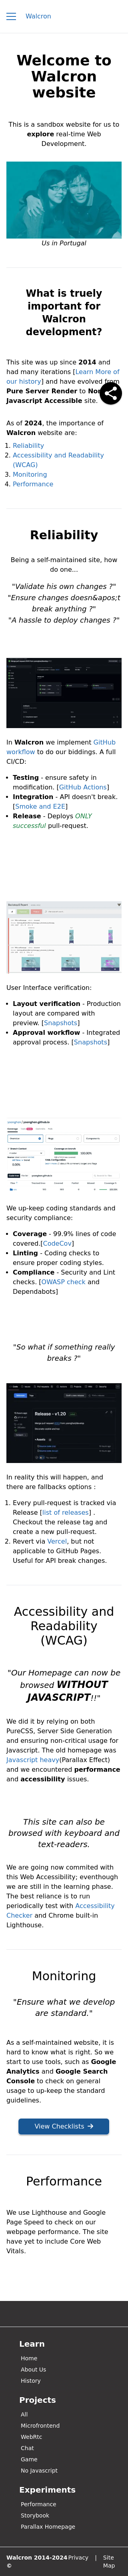 Walcron
Welcome to
Walcron
website
This is a sandbox website for us to
explore real-time Web
Development.
Us in Portugal
What is truely
important for
Walcron
development?
This site was up since 2014 and
had many iterations [Learn More of
our history] and have evolved from
Pure Server Render to Non-
Javascript Accessible site.
As of 2024, the importance of
Walcron website are:
1. Reliability
2. Accessibility and Readability
(WCAG)
3. Monitoring
4. Performance
Reliability
Being a self-maintained site, how
do one...
"Validate his own changes ?"
"Ensure changes doesn&apos;t
break anything ?"
"A hassle to deploy changes ?"
In Walcron we implement GitHub
workflow to do our biddings. A full
CI/CD:
• Testing - ensure safety in
modification. [GitHub Actions]
• Integration - API doesn't break.
[Smoke and E2E]
• Release - Deploys ONLY
successful pull-request.
User Interface verification:
• Layout verification - Production
layout are compared with
preview. [Snapshots]
• Approval workflow - Integrated
approval process. [Snapshots]
We up-keep coding standards and
security compliance:
• Coverage - 99.9% lines of code
covered.[CodeCov]
• Linting - Coding checks to
ensure proper coding styles.
• Compliance - Security and Lint
checks. [OWASP check and
Dependabots]
"So what if something really
breaks ?"
Release - v1.20
In reality this will happen, and
there are fallbacks options :
1. Every pull-request is tracked via
Release [list of releases] .
Checkout the release tag and
create a new pull-request.
2. Revert via Vercel, but not
applicable to GitHub Pages.
Useful for API break changes.
Accessibility and
Readability
(WCAG)
"Our Homepage can now be
browsed WITHOUT
JAVASCRIPT!!"
We did it by relying on both
PureCSS, Server Side Generation
and ensuring non-critical usage for
Javascript. The old homepage was
Javascript heavy(Parallax Effect)
and we encountered performance
and accessibility issues.
This site can also be
browsed with keyboard and
text-readers.
We are going now commited with
this Web Accessibility; eventhough
we are still in the learning phase.
The best reliance is to run
periodically test with Accessibility
Checker and Chrome built-in
Lighthouse.
Monitoring
"Ensure what we develop
are standard."
As a self-maintained website, it is
hard to know what is right. So we
start to use tools, such as Google
Analytics and Google Search
Console to check on general
usage to up-keep the standard
guidelines.
View Checklists →
Performance
We use Lighthouse and Google
Page Speed to check on our
webpage performance. The site
now have yet to include Core Web
Vitals.
Learn
Home
About Us
History
Projects
All
Microfrontend
WebRtc
Chat
Game
No Javascript
Experiments
Performance
Storybook
Parallax Homepage
Walcron 2014-2024 ©
Privacy | Site Map